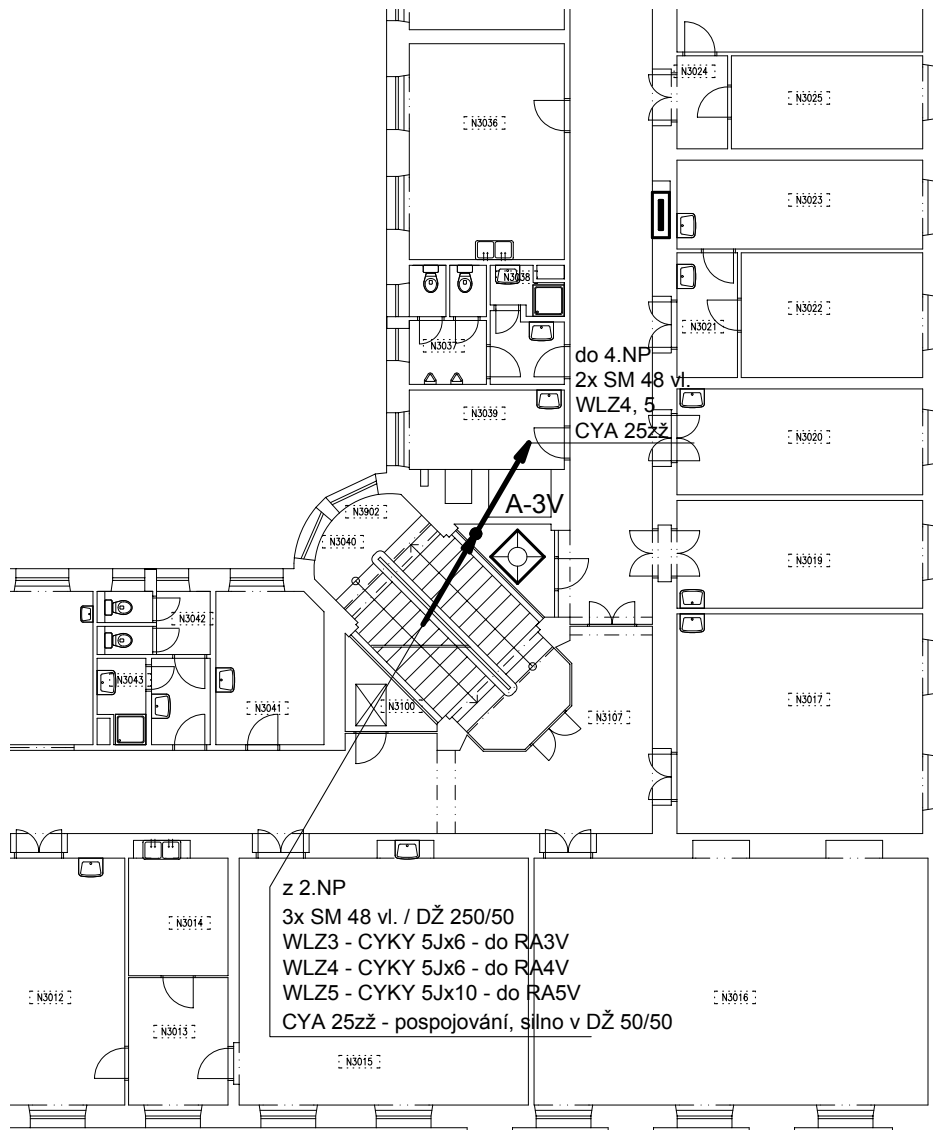 N3024
N3025
N3036
N3023
N3038
N3022
N3021
N3037
do 4.NP
2x SM 48 vl.
WLZ4, 5
CYA 25zž
N3039
N3020
A-3V
N3902
N3040
N3019
N3042
N3043
N3041
N3100
N3107
N3017
z 2.NP
3x SM 48 vl. / DŽ 250/50
WLZ3 - CYKY 5Jx6 - do RA3V
WLZ4 - CYKY 5Jx6 - do RA4V
WLZ5 - CYKY 5Jx10 - do RA5V
CYA 25zž - pospojování, silno v DŽ 50/50
N3014
N3012
N3013
N3015
N3016